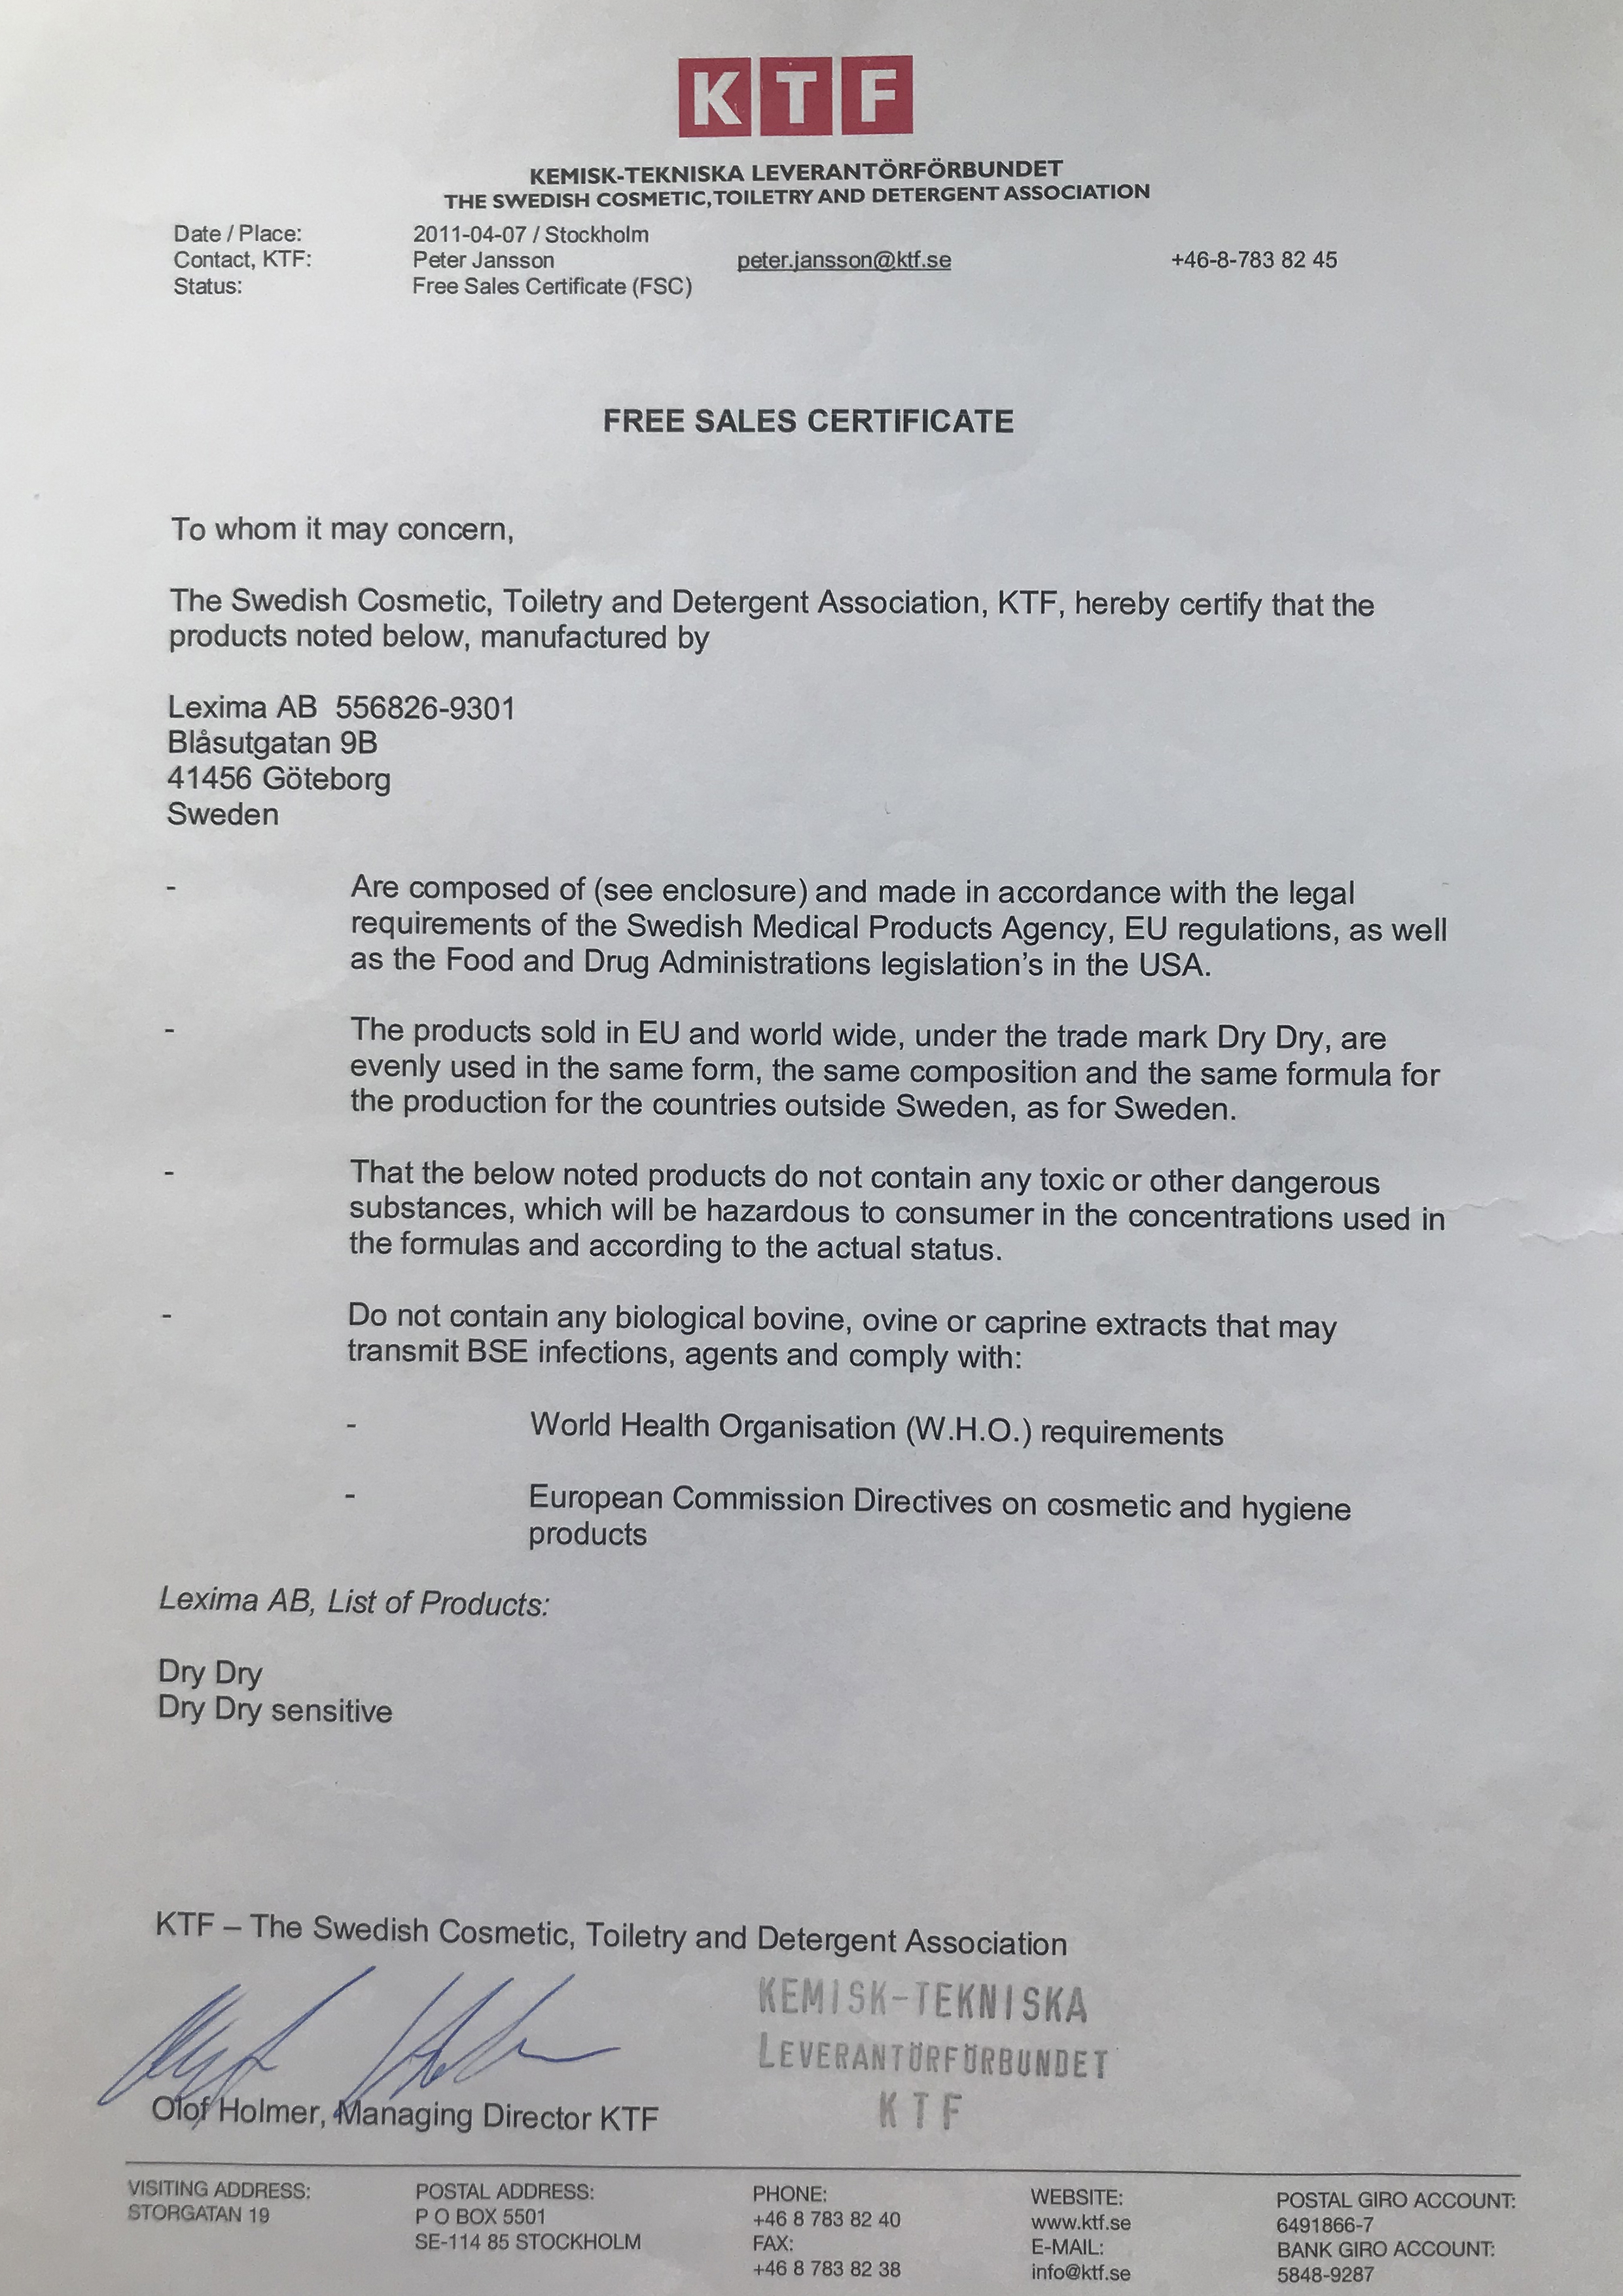 KTF
KEMISK-TEKNISKA LEVERANTÖRFÖRBUNDET
THE SWEDISH COSMETIC, TOILETRY AND DETERGENT ASSOCIATION
Date / Place: 2011-04-07 / Stockholm
Contact, KTF: Peter Jansson peter.jansson@ktf.se +46-8-783 82 45
Status: Free Sales Certificate (FSC)
FREE SALES CERTIFICATE
To whom it may concern,
The Swedish Cosmetic, Toiletry and Detergent Association, KTF, hereby certify that the
products noted below, manufactured by
Lexima AB 556826-9301
Blåsutgatan 9B
41456 Göteborg
Sweden
- Are composed of (see enclosure) and made in accordance with the legal
requirements of the Swedish Medical Products Agency, EU regulations, as well
as the Food and Drug Administrations legislation's in the USA.
- The products sold in EU and world wide, under the trade mark Dry Dry, are
evenly used in the same form, the same composition and the same formula for
the production for the countries outside Sweden, as for Sweden.
- That the below noted products do not contain any toxic or other dangerous
substances, which will be hazardous to consumer in the concentrations used in
the formulas and according to the actual status.
- Do not contain any biological bovine, ovine or caprine extracts that may
transmit BSE infections, agents and comply with:
- World Health Organisation (W.H.O.) requirements
- European Commission Directives on cosmetic and hygiene
products
Lexima AB, List of Products:
Dry Dry
Dry Dry sensitive
KTF – The Swedish Cosmetic, Toiletry and Detergent Association
KEMISK-TEKNISKA
LEVERANTÖRFÖRBUNDET
KTF
Olof Holmer, Managing Director KTF
VISITING ADDRESS:
STORGATAN 19
POSTAL ADDRESS:
P O BOX 5501
SE-114 85 STOCKHOLM
PHONE:
+46 8 783 82 40
FAX:
+46 8 783 82 38
WEBSITE:
www.ktf.se
E-MAIL:
info@ktf.se
POSTAL GIRO ACCOUNT:
6491866-7
BANK GIRO ACCOUNT:
5848-9287